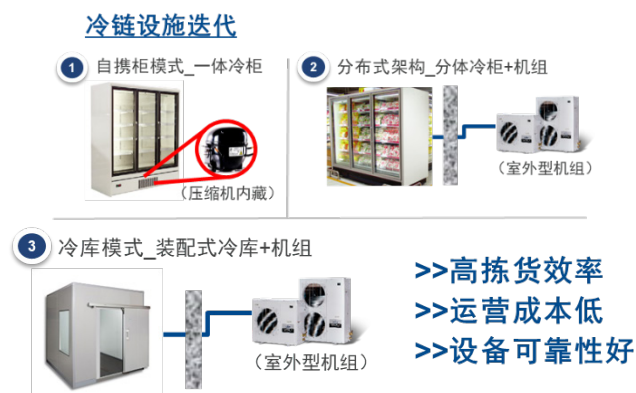 冷链设施迭代
1 自携柜模式_一体冷柜
(压缩机内藏)
2 分布式架构_分体冷柜+机组
(室外型机组)
3 冷库模式_装配式冷库+机组
(室外型机组)
>>高拣货效率
>>运营成本低
>>设备可靠性好